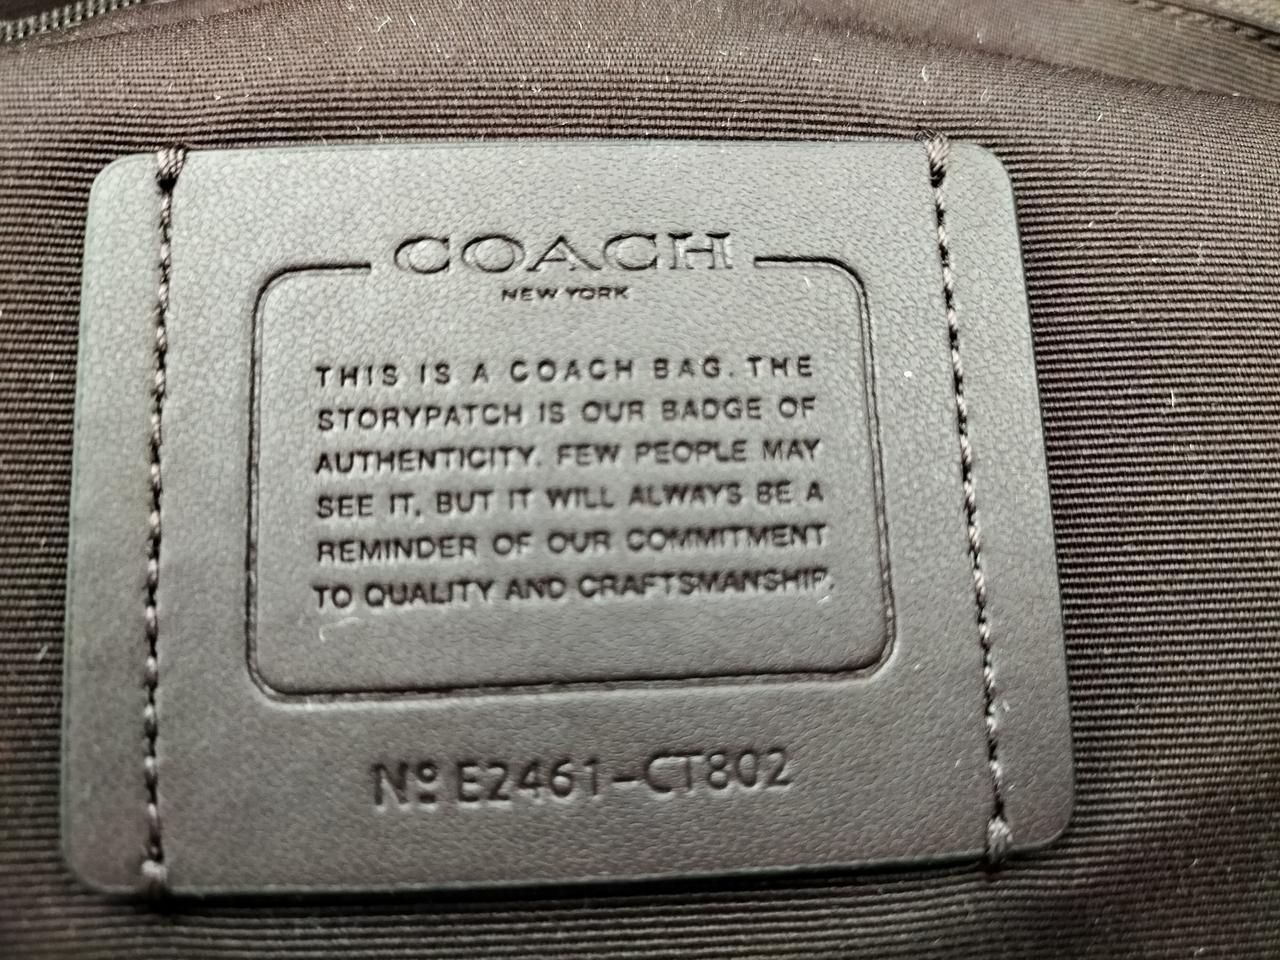 COACH
NEW YORK
THIS IS A COACH BAG. THE
STORYPATCH IS OUR BADGE OF
AUTHENTICITY. FEW PEOPLE MAY
SEE IT, BUT IT WILL ALWAYS BE A
REMINDER OF OUR COMMITMENT
TO QUALITY AND CRAFTSMANSHIP.
Nº E2461-CT802